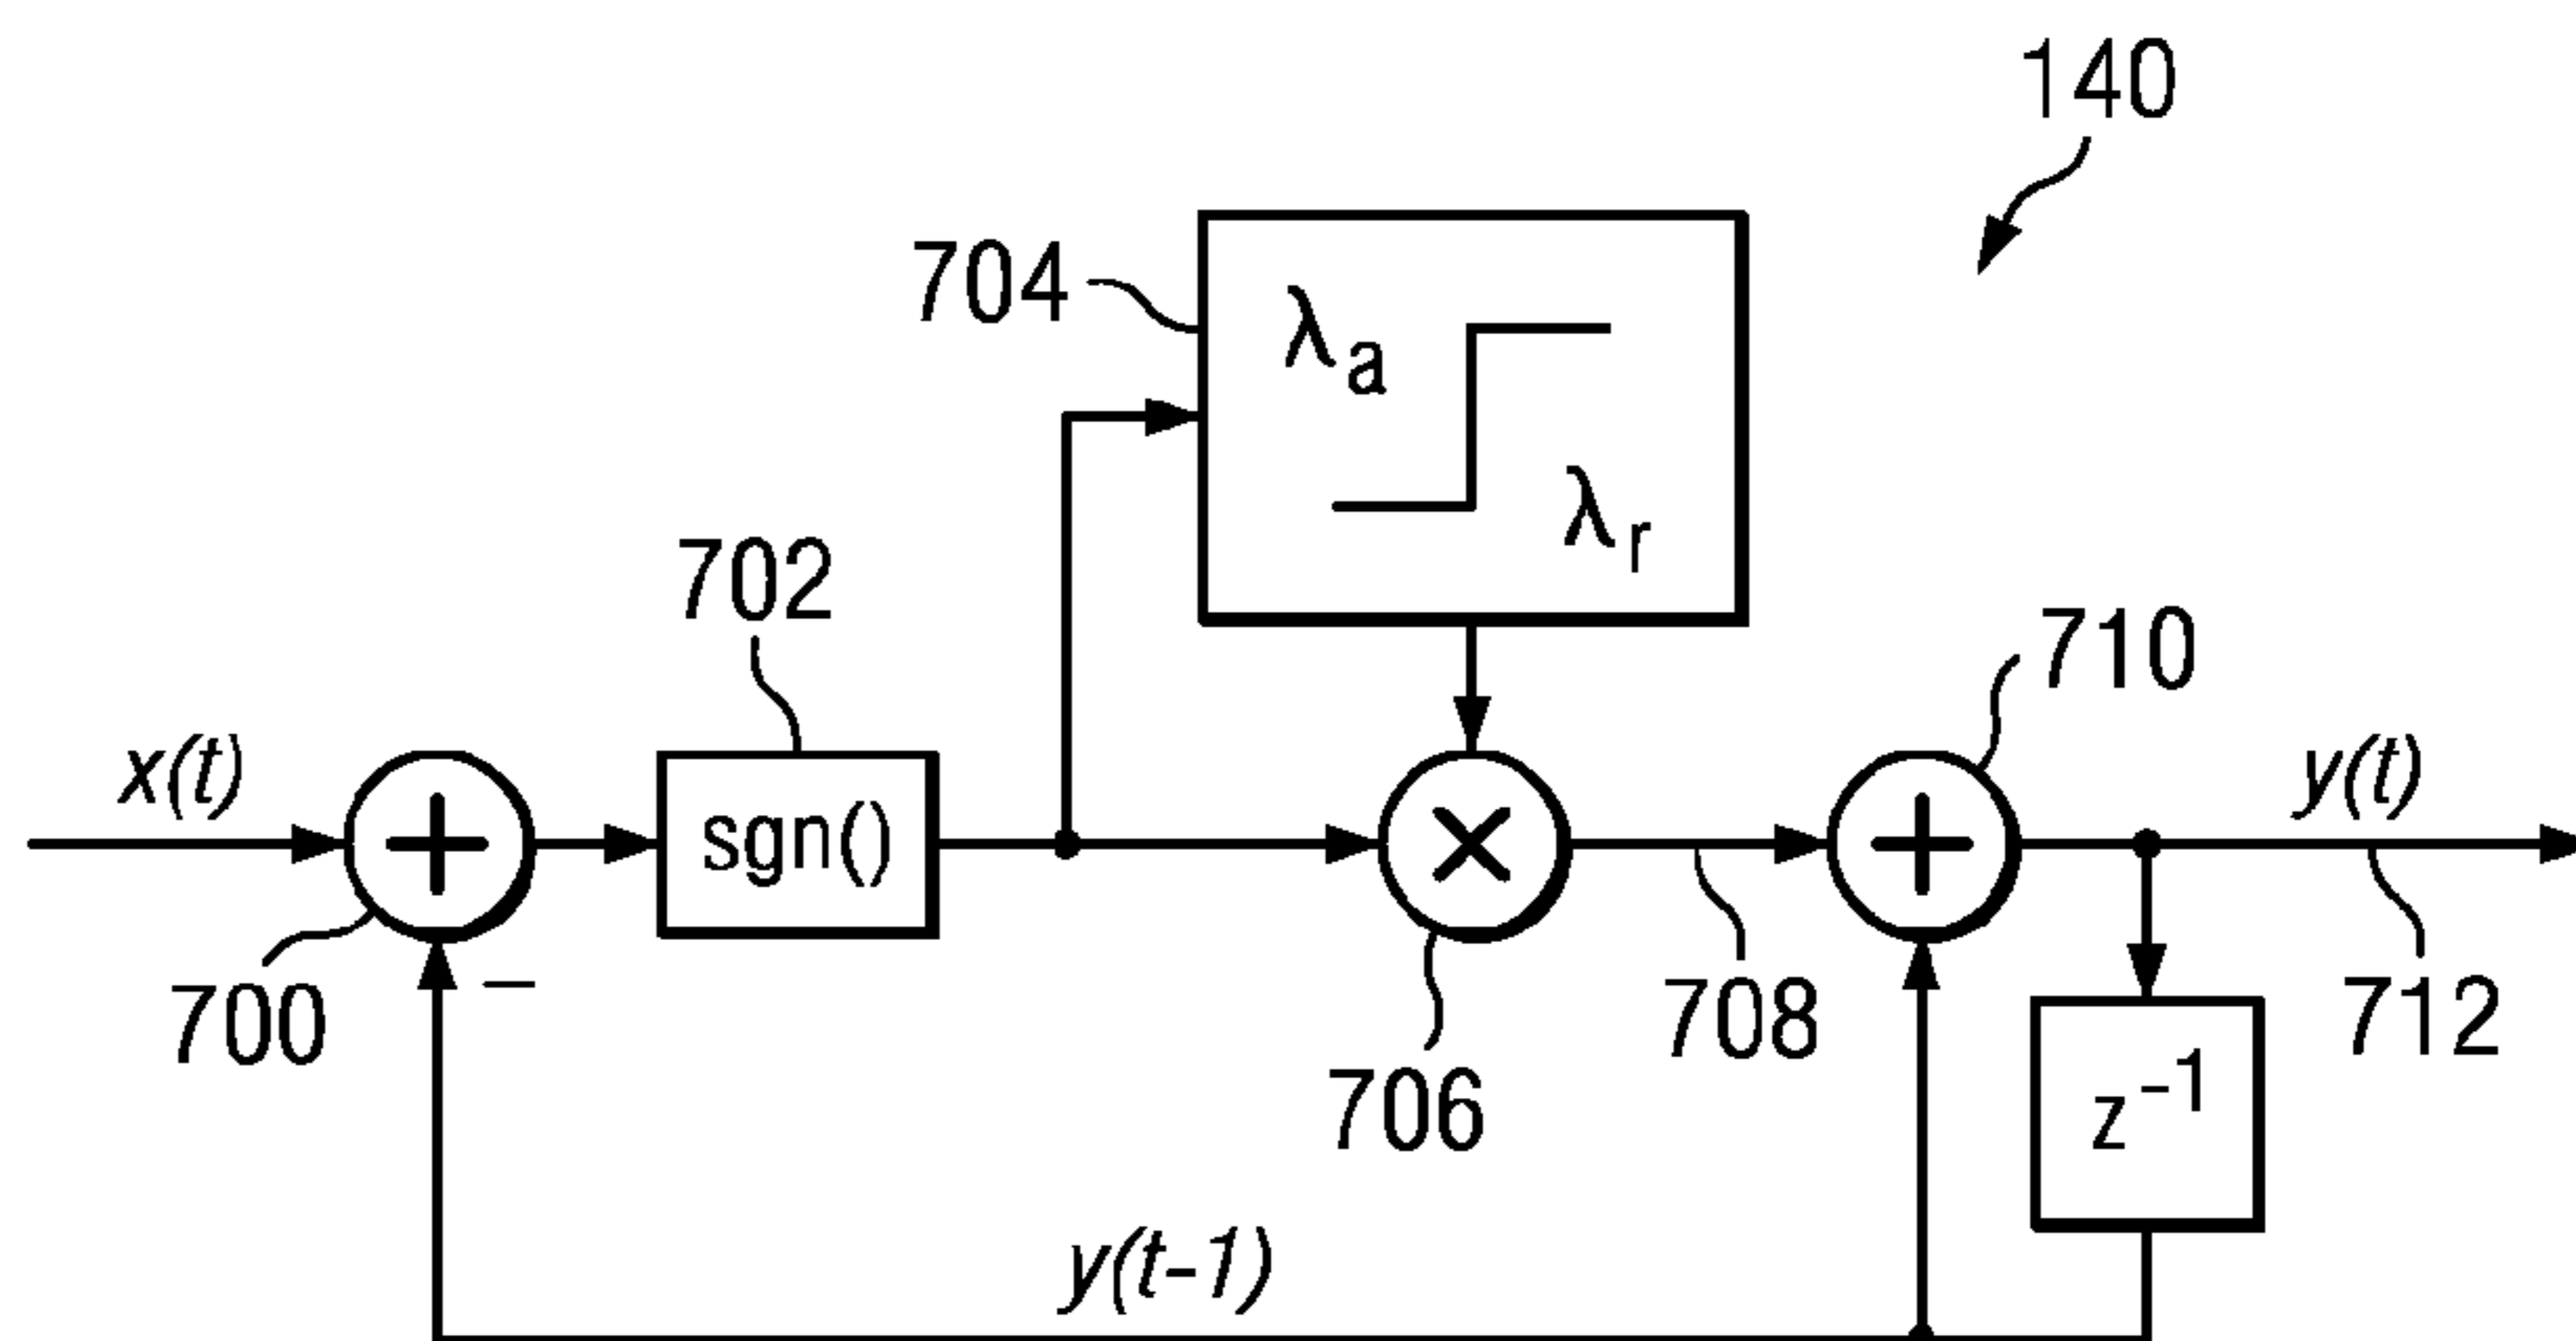 140
704
λa
λr
702
710
x(t)
sgn()
y(t)
+
×
+
−
700
708
712
706
z⁻¹
y(t-1)